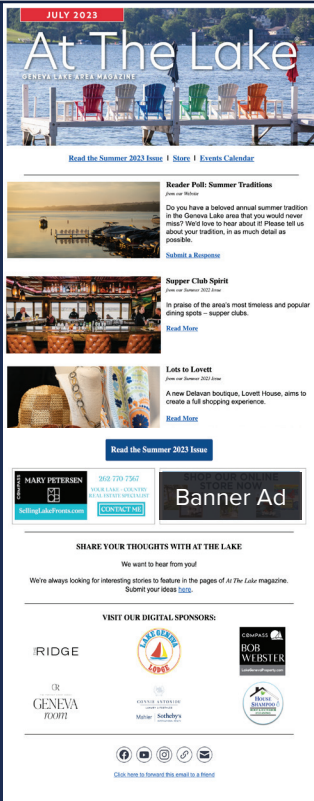 JULY 2023
At The Lake
GENEVA LAKE AREA MAGAZINE
Read the Summer 2023 Issue | Store | Events Calendar
Reader Poll: Summer Traditions
from our Website
Do you have a beloved annual summer tradition
in the Geneva Lake area that you would never
miss? We'd love to hear about it! Please tell us
about your tradition, in as much detail as
possible.
Submit a Response
Supper Club Spirit
from our Summer 2022 Issue
In praise of the area's most timeless and popular
dining spots – supper clubs.
Read More
Lots to Lovett
from our Summer 2023 Issue
A new Delavan boutique, Lovett House, aims to
create a full shopping experience.
Read More
Read the Summer 2023 Issue
COMPASS
MARY PETERSEN
SellingLakeFronts.com
262-770-7367
YOUR LAKE - COUNTRY
REAL ESTATE SPECIALIST
CONTACT ME
SHOP OUR ONLINE
STORE NOW
Banner Ad
SHARE YOUR THOUGHTS WITH AT THE LAKE
We want to hear from you!
We're always looking for interesting stories to feature in the pages of At The Lake magazine.
Submit your ideas here.
VISIT OUR DIGITAL SPONSORS:
THE RIDGE
LAKE GENEVA
LODGE
COMPASS
BOB
WEBSTER
GR
GENEVA
room
Sotheby's
HOUSE
SHAMPOO
Click here to forward this email to a friend